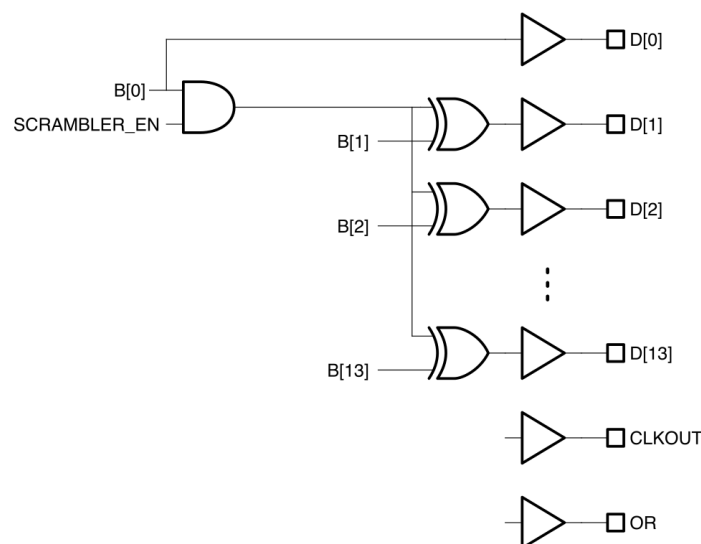 D[0]
B[0]
SCRAMBLER_EN
D[1]
B[1]
D[2]
B[2]
D[13]
B[13]
CLKOUT
OR